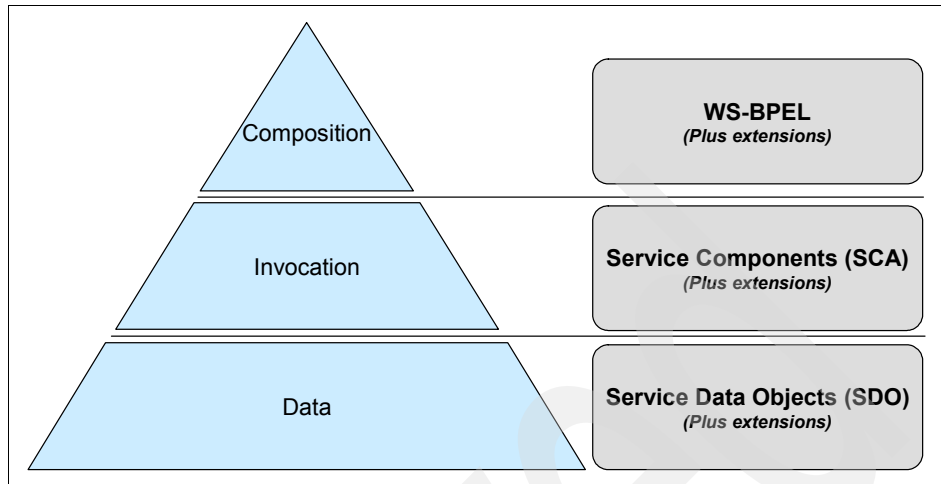 Composition
WS-BPEL
(Plus extensions)
Invocation
Service Components (SCA)
(Plus extensions)
Data
Service Data Objects (SDO)
(Plus extensions)